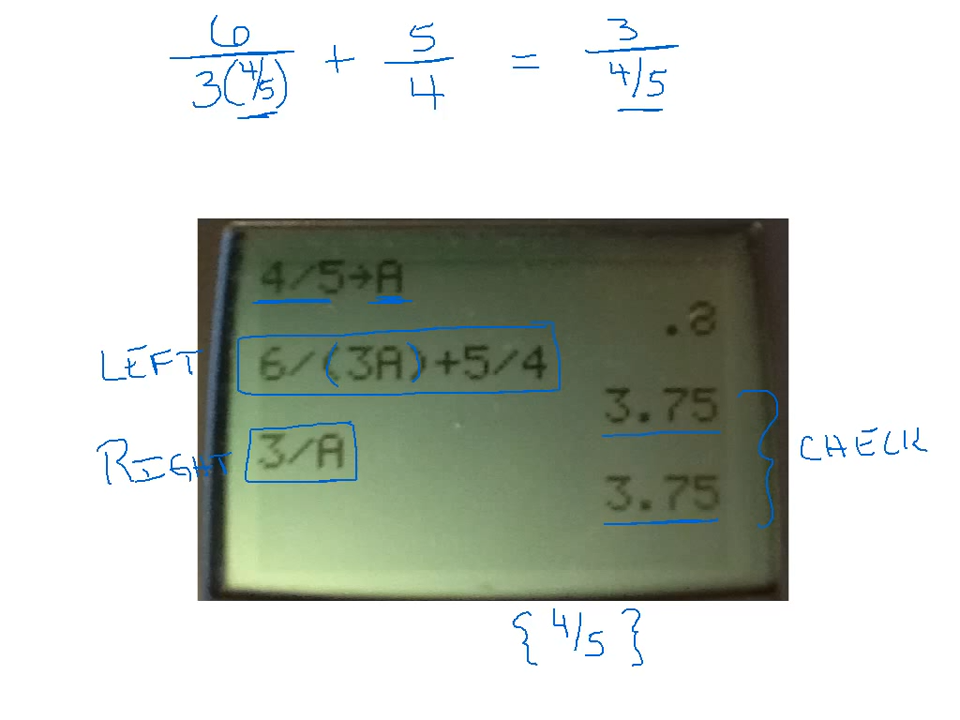 6/3(4/5) + 5/4 = 3/4/5
4/5→A
.8
LEFT 6/(3A)+5/4
3.75
RIGHT 3/A
3.75
CHECK
{4/5}